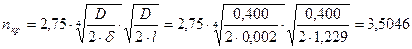 n_кр = 2,75 · ⁴√(D / (2 · δ)) · √(D / (2 · l)) = 2,75 · ⁴√(0,400 / (2 · 0,002)) · √(0,400 / (2 · 1,229)) = 3,5046